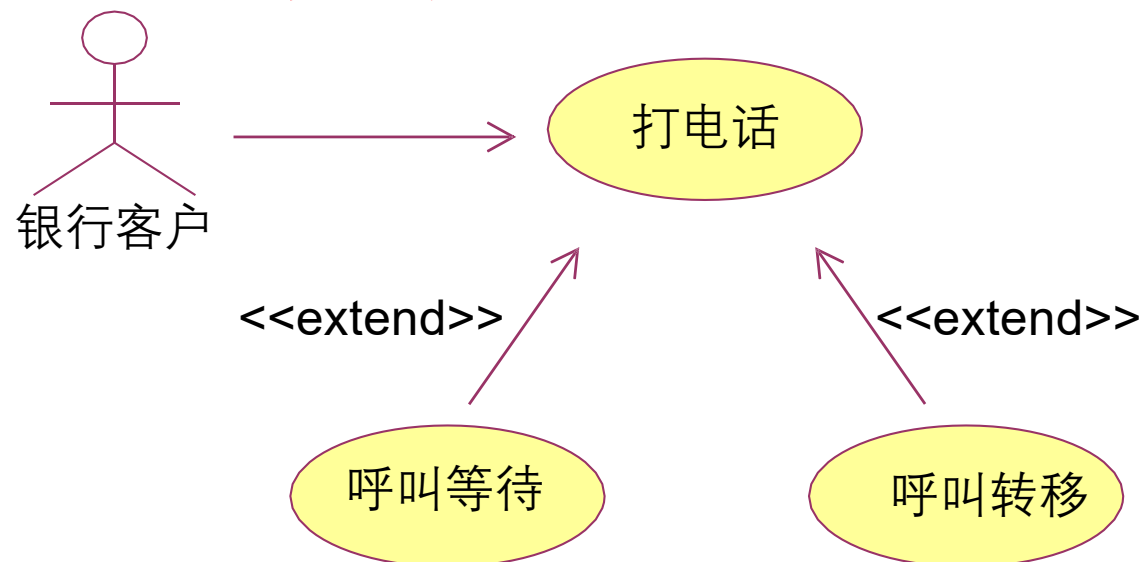 打电话
银行客户
<<extend>>
<<extend>>
呼叫等待
呼叫转移